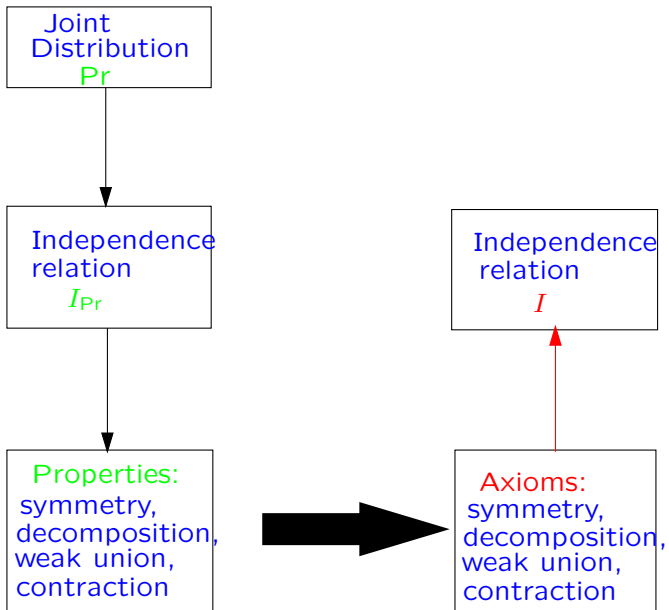 Joint
Distribution
Pr
Independence
relation
I_Pr
Independence
relation
I
Properties:
symmetry,
decomposition,
weak union,
contraction
Axioms:
symmetry,
decomposition,
weak union,
contraction